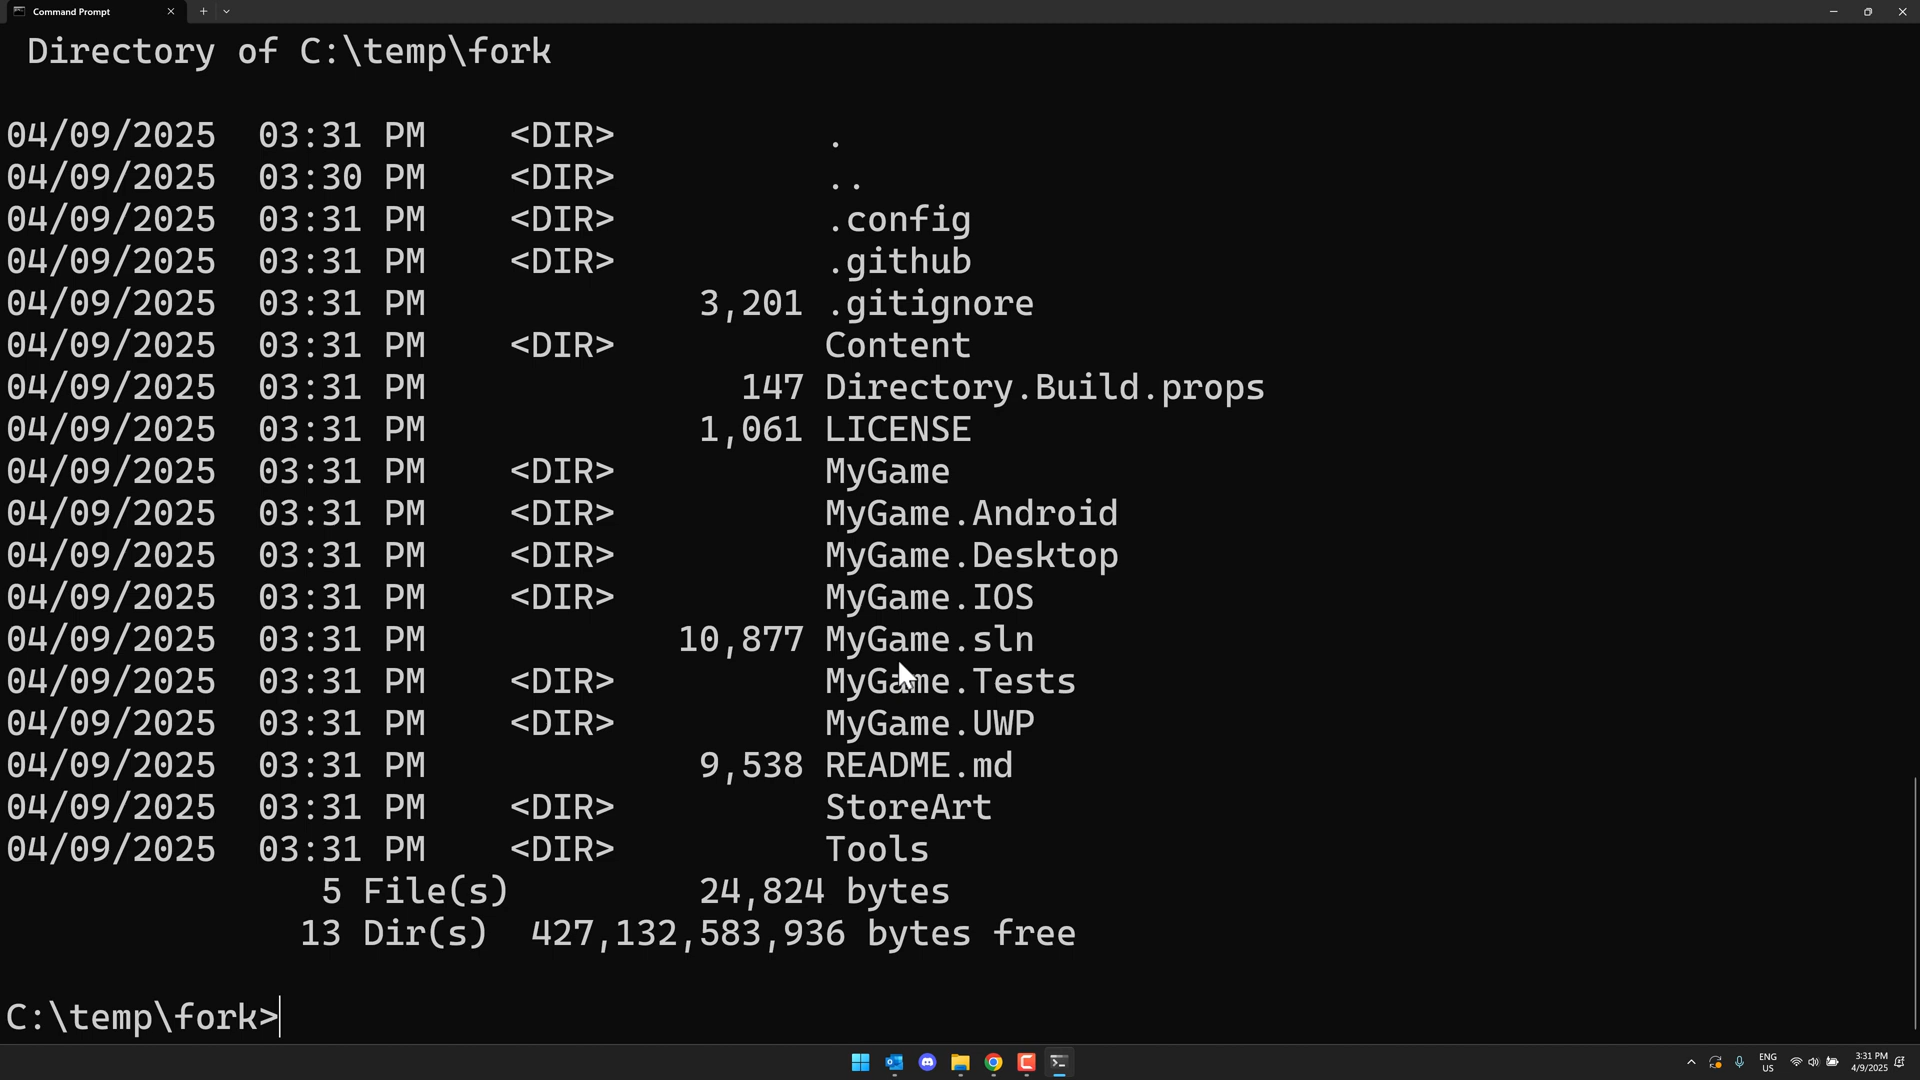 Command Prompt
Directory of C:\temp\fork
04/09/2025 03:31 PM <DIR> .
04/09/2025 03:30 PM <DIR> ..
04/09/2025 03:31 PM <DIR> .config
04/09/2025 03:31 PM <DIR> .github
04/09/2025 03:31 PM 3,201 .gitignore
04/09/2025 03:31 PM <DIR> Content
04/09/2025 03:31 PM 147 Directory.Build.props
04/09/2025 03:31 PM 1,061 LICENSE
04/09/2025 03:31 PM <DIR> MyGame
04/09/2025 03:31 PM <DIR> MyGame.Android
04/09/2025 03:31 PM <DIR> MyGame.Desktop
04/09/2025 03:31 PM <DIR> MyGame.IOS
04/09/2025 03:31 PM 10,877 MyGame.sln
04/09/2025 03:31 PM <DIR> MyGame.Tests
04/09/2025 03:31 PM <DIR> MyGame.UWP
04/09/2025 03:31 PM 9,538 README.md
04/09/2025 03:31 PM <DIR> StoreArt
04/09/2025 03:31 PM <DIR> Tools
5 File(s) 24,824 bytes
13 Dir(s) 427,132,583,936 bytes free
C:\temp\fork>
ENG
US
3:31 PM
4/9/2025